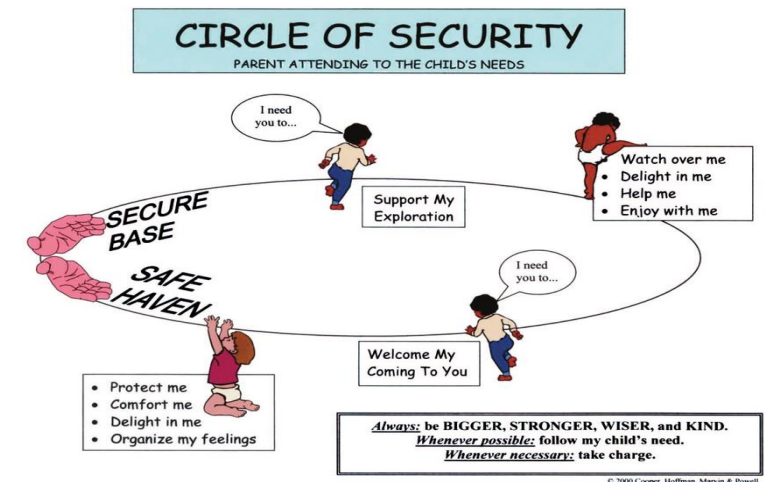 CIRCLE OF SECURITY
PARENT ATTENDING TO THE CHILD'S NEEDS
I need
you to...
• Watch over me
• Delight in me
• Help me
• Enjoy with me
Support My
Exploration
SECURE
BASE
SAFE
HAVEN
I need
you to...
Welcome My
Coming To You
• Protect me
• Comfort me
• Delight in me
• Organize my feelings
Always: be BIGGER, STRONGER, WISER, and KIND.
Whenever possible: follow my child's need.
Whenever necessary: take charge.
© 2000 Cooper, Hoffman, Marvin & Powell